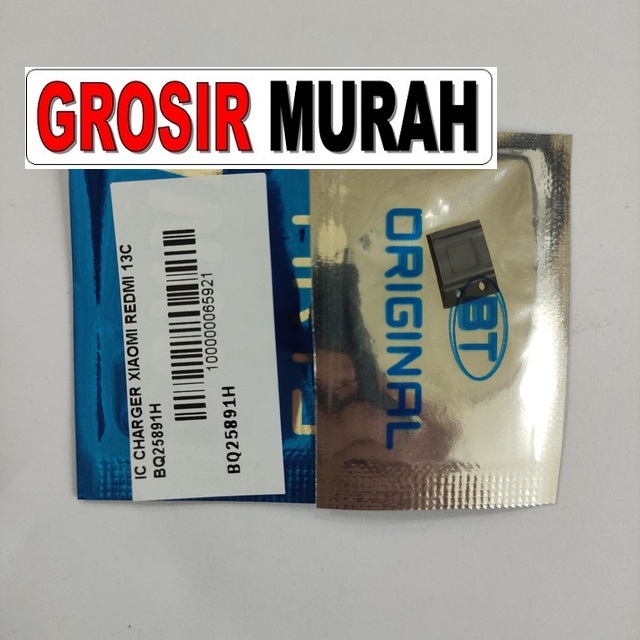 GROSIR MURAH
IC CHARGER XIAOMI REDMI 13C
BQ25891H
100000065921
BQ25891H
ORIGINAL
BT